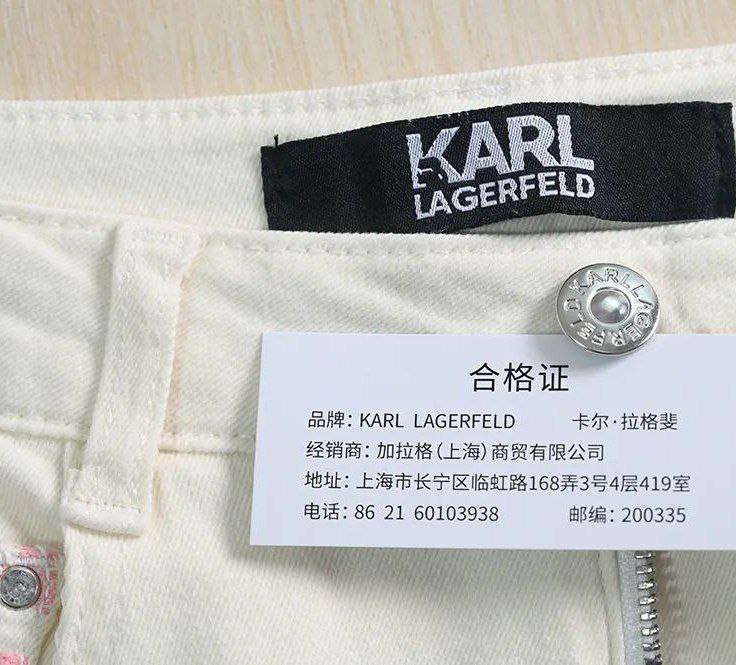 KARL
LAGERFELD
KARL LAGERFELD
合格证
品牌：KARL LAGERFELD 卡尔·拉格斐
经销商：加拉格（上海）商贸有限公司
地址：上海市长宁区临虹路168弄3号4层419室
电话：86 21 60103938 邮编：200335